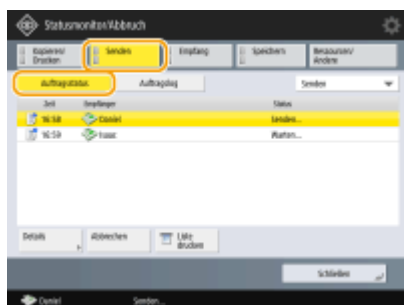 Statusmonitor/Abbruch
Kopieren/
Drucken
Senden
Empfang
Speichern
Ressourcen/
Andere
Auftragsstatus
Auftragslog
Senden
Zeit Empfänger Status
16:58 Daniel Senden...
16:59 Isaac Warten...
Details
Abbrechen
Liste
drucken
Schließen
Daniel Senden...